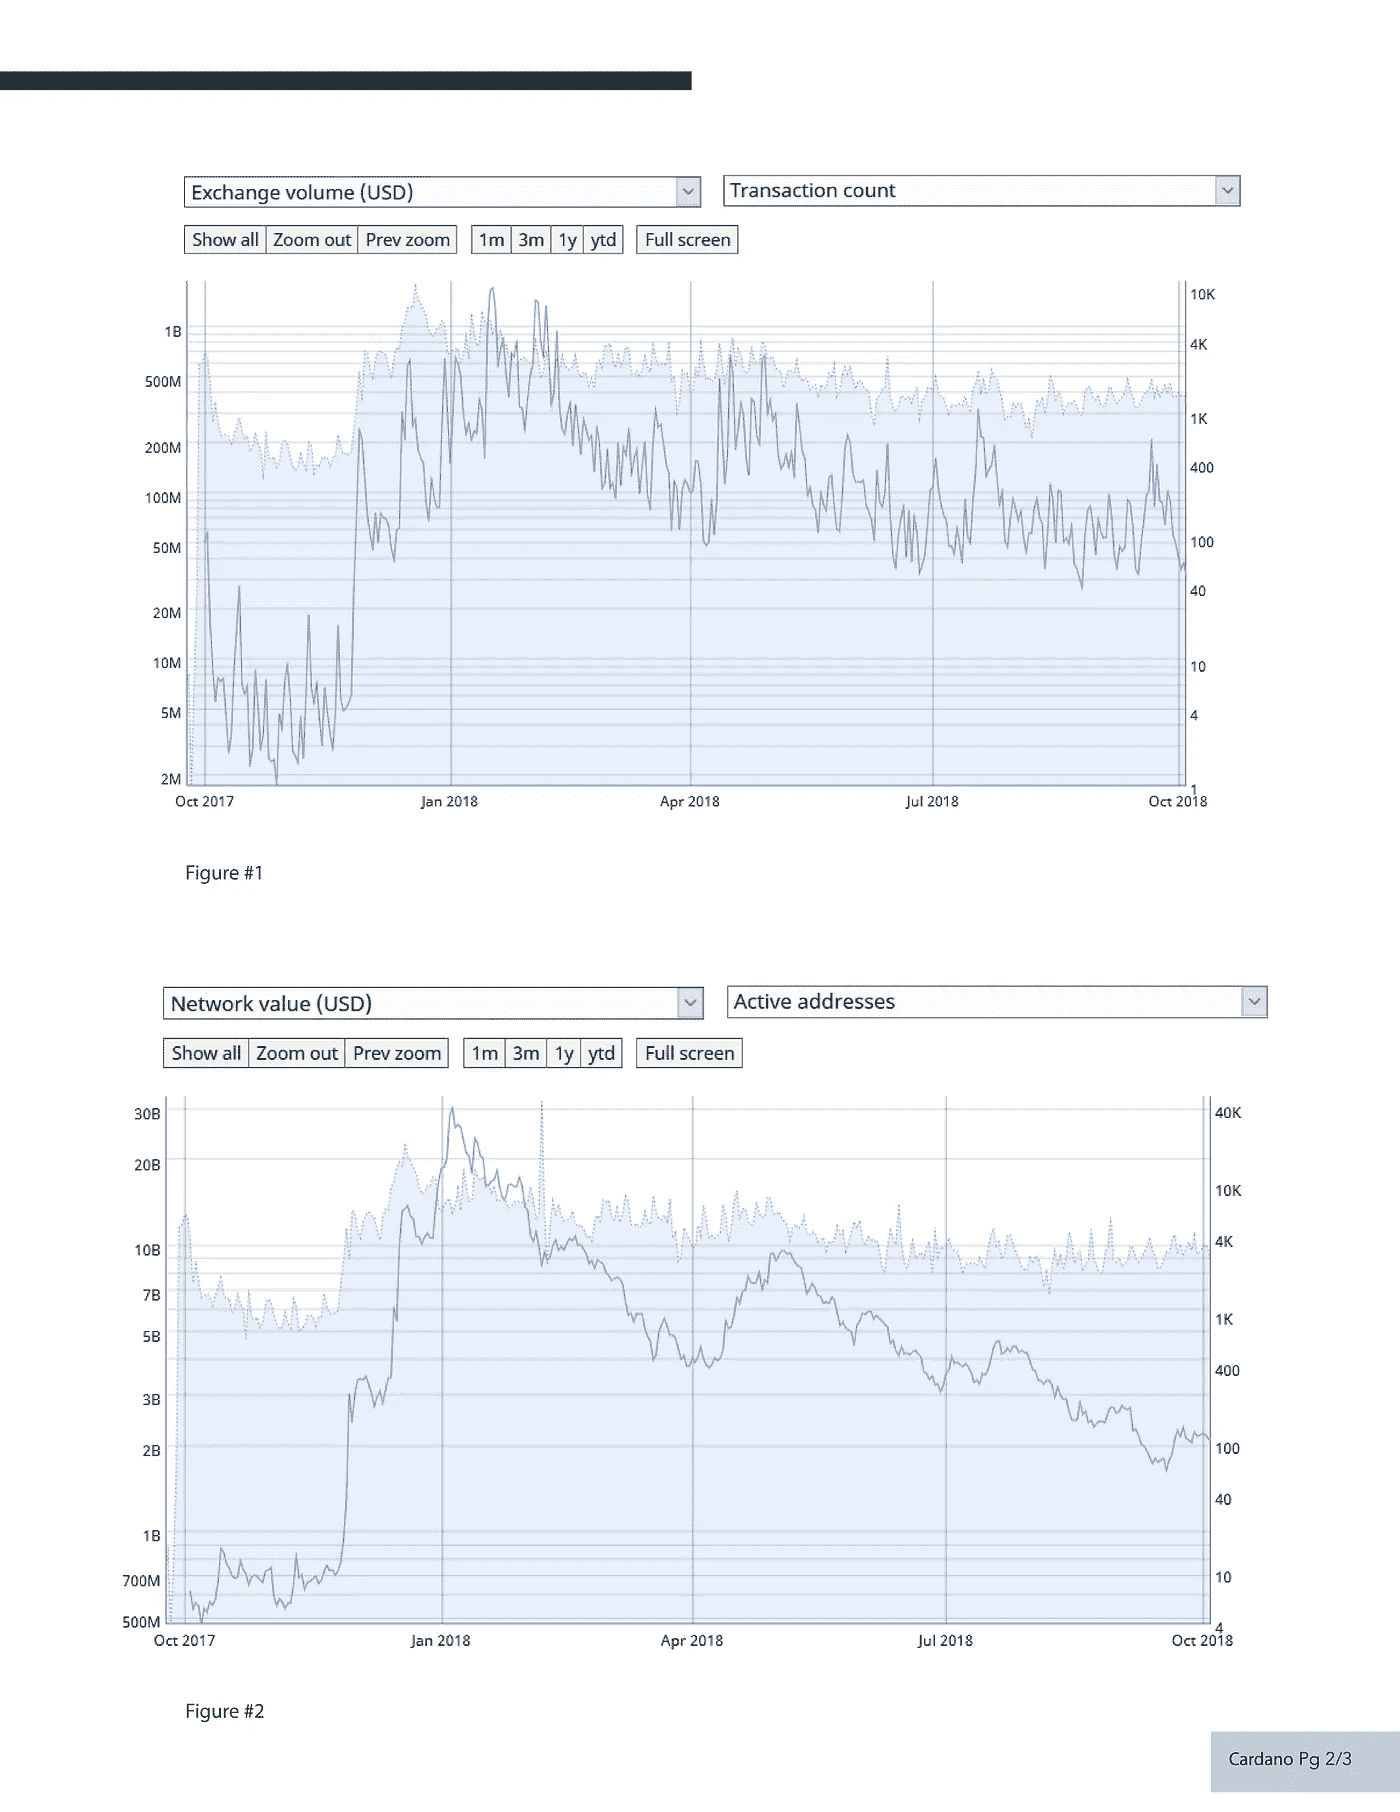 Exchange volume (USD) Transaction count
Show all Zoom out Prev zoom 1m 3m 1y ytd Full screen
10K
1B
4K
500M
1K
200M
400
100M
50M
100
40
20M
10M
10
5M
4
2M
1
Oct 2017 Jan 2018 Apr 2018 Jul 2018 Oct 2018
Figure #1
Network value (USD) Active addresses
Show all Zoom out Prev zoom 1m 3m 1y ytd Full screen
30B 40K
20B
10K
10B
4K
7B
1K
5B
400
3B
2B 100
40
1B
700M 10
500M
4
Oct 2017 Jan 2018 Apr 2018 Jul 2018 Oct 2018
Figure #2
Cardano Pg 2/3